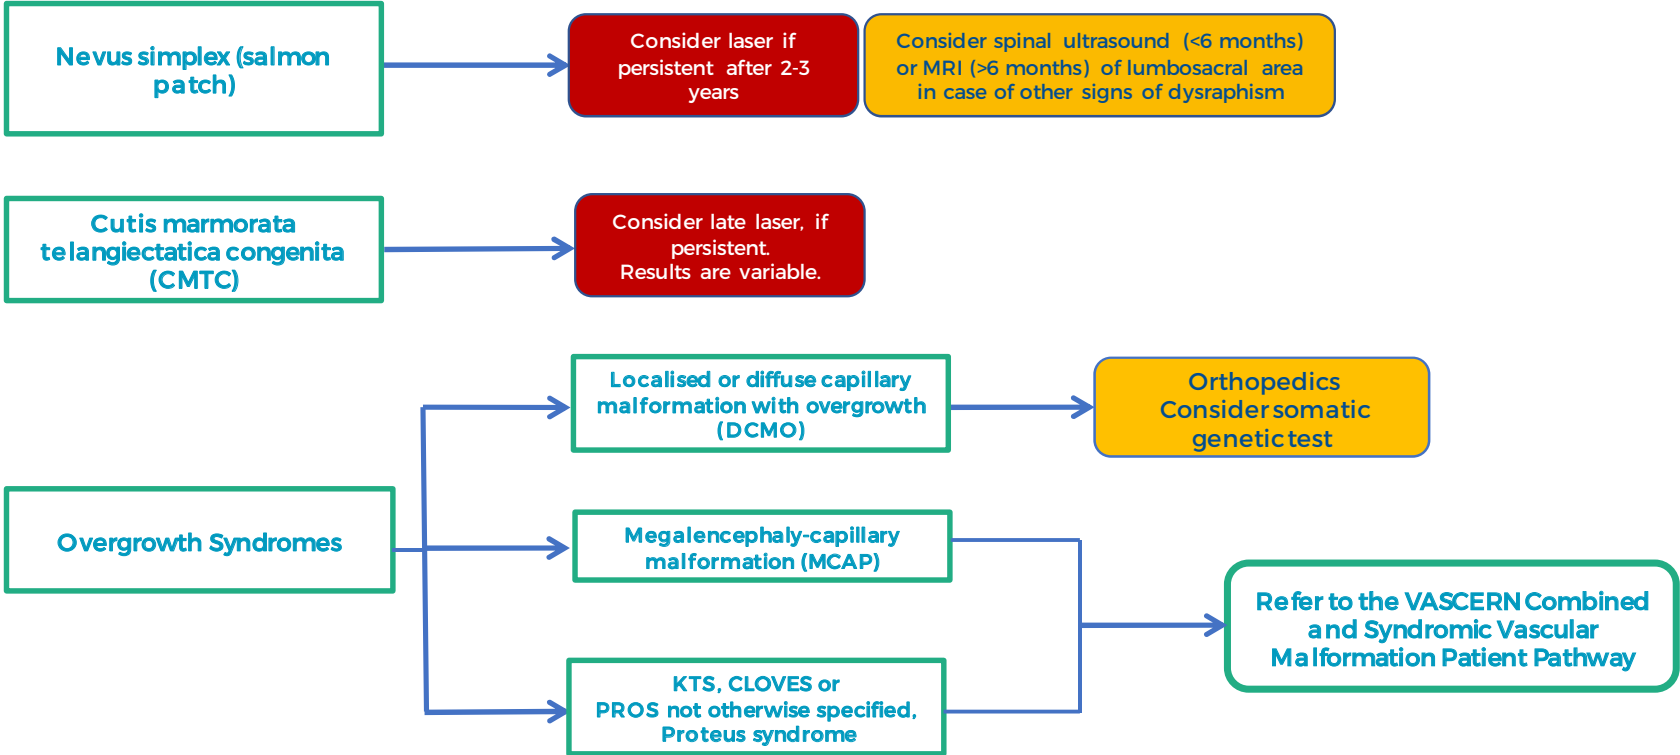 Nevus simplex (salmon
patch)
Consider laser if
persistent after 2-3
years
Consider spinal ultrasound (<6 months)
or MRI (>6 months) of lumbosacral area
in case of other signs of dysraphism
Cutis marmorata
telangiectatica congenita
(CMTC)
Consider late laser, if
persistent.
Results are variable.
Overgrowth Syndromes
Localised or diffuse capillary
malformation with overgrowth
(DCMO)
Orthopedics
Consider somatic
genetic test
Megalencephaly-capillary
malformation (MCAP)
KTS, CLOVES or
PROS not otherwise specified,
Proteus syndrome
Refer to the VASCERN Combined
and Syndromic Vascular
Malformation Patient Pathway